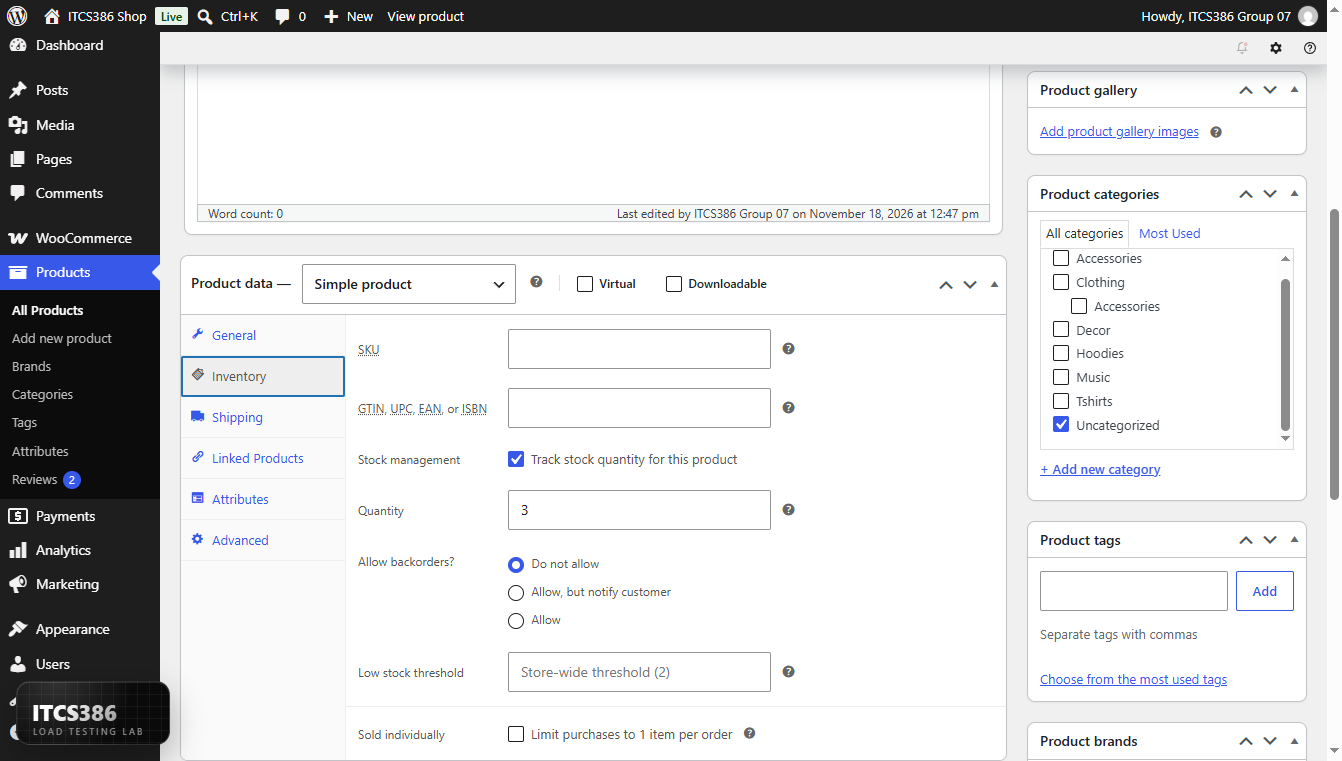 ITCS386 Shop Live Ctrl+K 0 New View product Howdy, ITCS386 Group 07
Dashboard
Posts
Media
Pages
Comments
WooCommerce
Products
All Products
Add new product
Brands
Categories
Tags
Attributes
Reviews 2
Payments
Analytics
Marketing
Appearance
Users
ITCS386
LOAD TESTING LAB
Word count: 0 Last edited by ITCS386 Group 07 on November 18, 2026 at 12:47 pm
Product data — Simple product Virtual Downloadable
General
Inventory
Shipping
Linked Products
Attributes
Advanced
SKU
GTIN, UPC, EAN, or ISBN
Stock management Track stock quantity for this product
Quantity 3
Allow backorders? Do not allow
Allow, but notify customer
Allow
Low stock threshold Store-wide threshold (2)
Sold individually Limit purchases to 1 item per order
Product gallery
Add product gallery images
Product categories
All categories Most Used
Accessories
Clothing
Accessories
Decor
Hoodies
Music
Tshirts
Uncategorized
+ Add new category
Product tags
Add
Separate tags with commas
Choose from the most used tags
Product brands